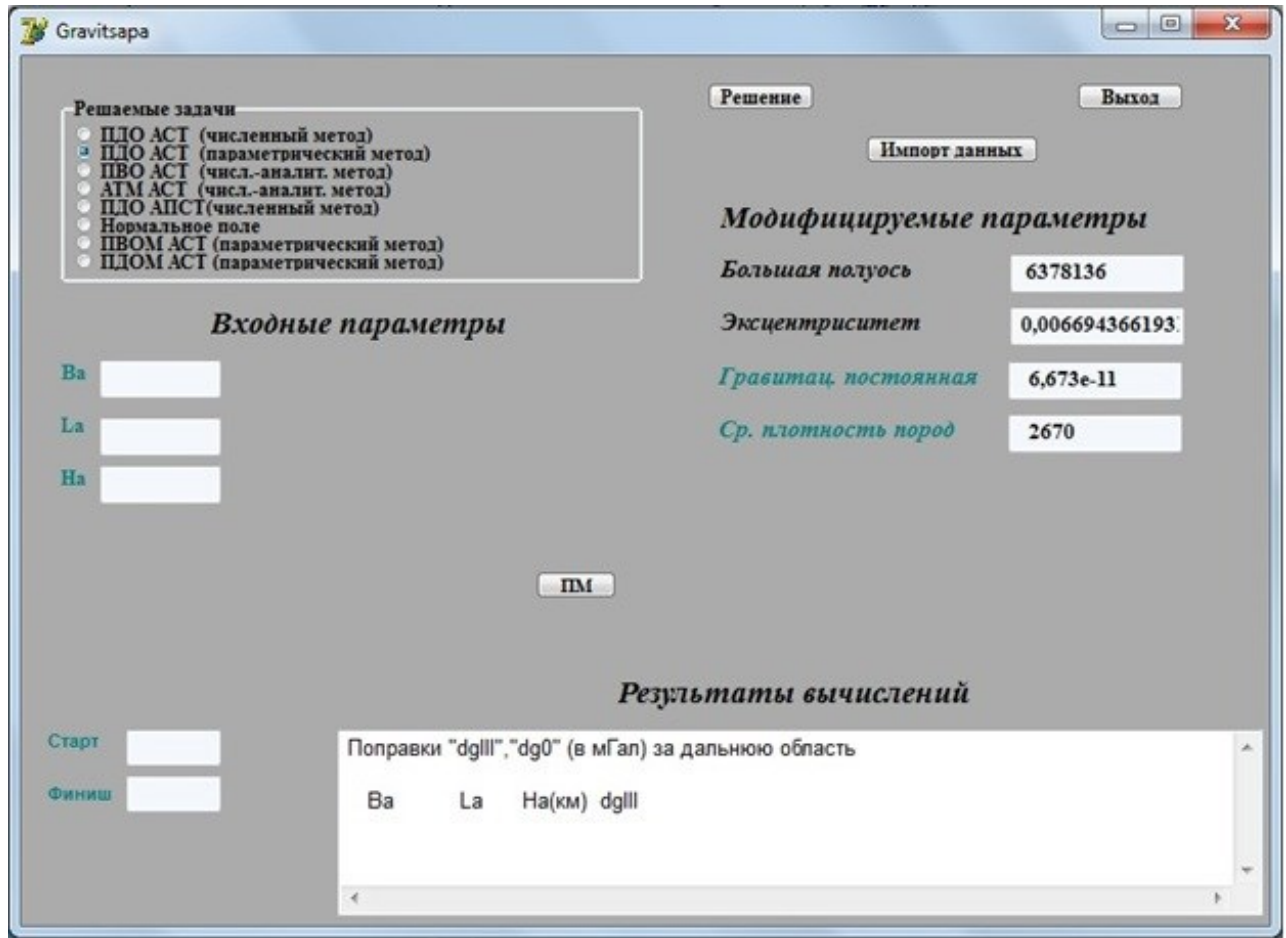 Gravitsapa
Решаемые задачи
ПДО АСТ (численный метод)
ПДО АСТ (параметрический метод)
ПВО АСТ (числ.-аналит. метод)
АТМ АСТ (числ.-аналит. метод)
ПДО АПСТ(численный метод)
Нормальное поле
ПВОМ АСТ (параметрический метод)
ПДОМ АСТ (параметрический метод)
Решение
Выход
Импорт данных
Модифицируемые параметры
Большая полуось 6378136
Эксцентриситет 0,006694366193
Гравитац. постоянная 6,673e-11
Ср. плотность пород 2670
Входные параметры
Ba
La
Ha
ПМ
Результаты вычислений
Старт
Финиш
Поправки "dgIII","dg0" (в мГал) за дальнюю область
Ba La Ha(км) dgIII